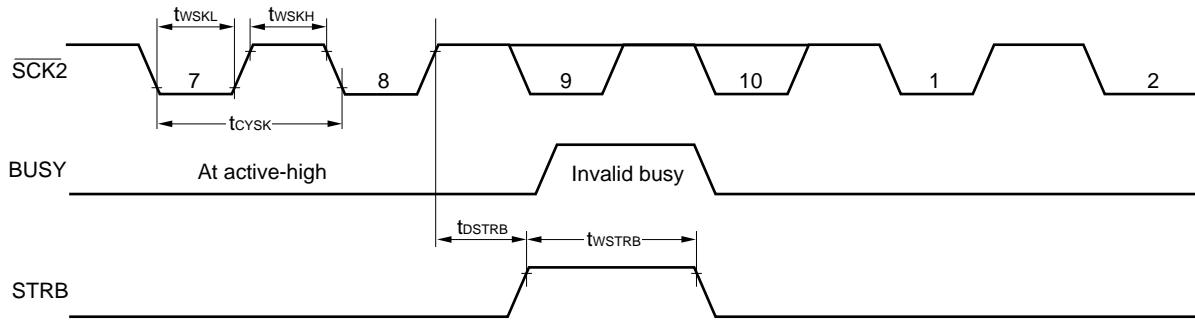 tWSKL tWSKH
SCK2 7 8 9 10 1 2
tCYSK
BUSY At active-high Invalid busy
tDSTRB tWSTRB
STRB